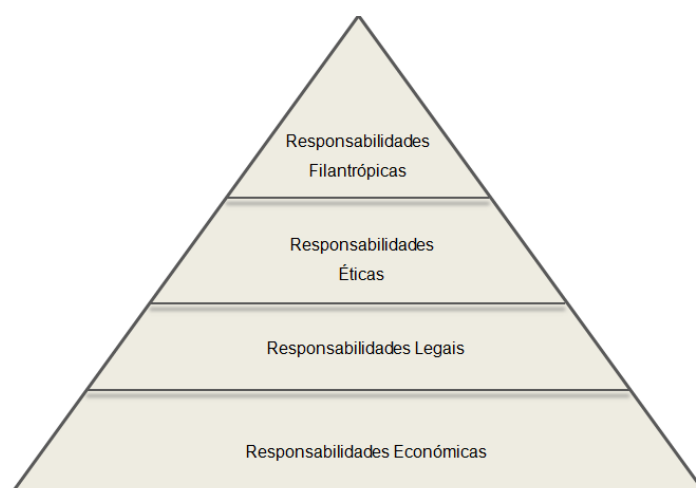 Responsabilidades
Filantrópicas
Responsabilidades
Éticas
Responsabilidades Legais
Responsabilidades Económicas